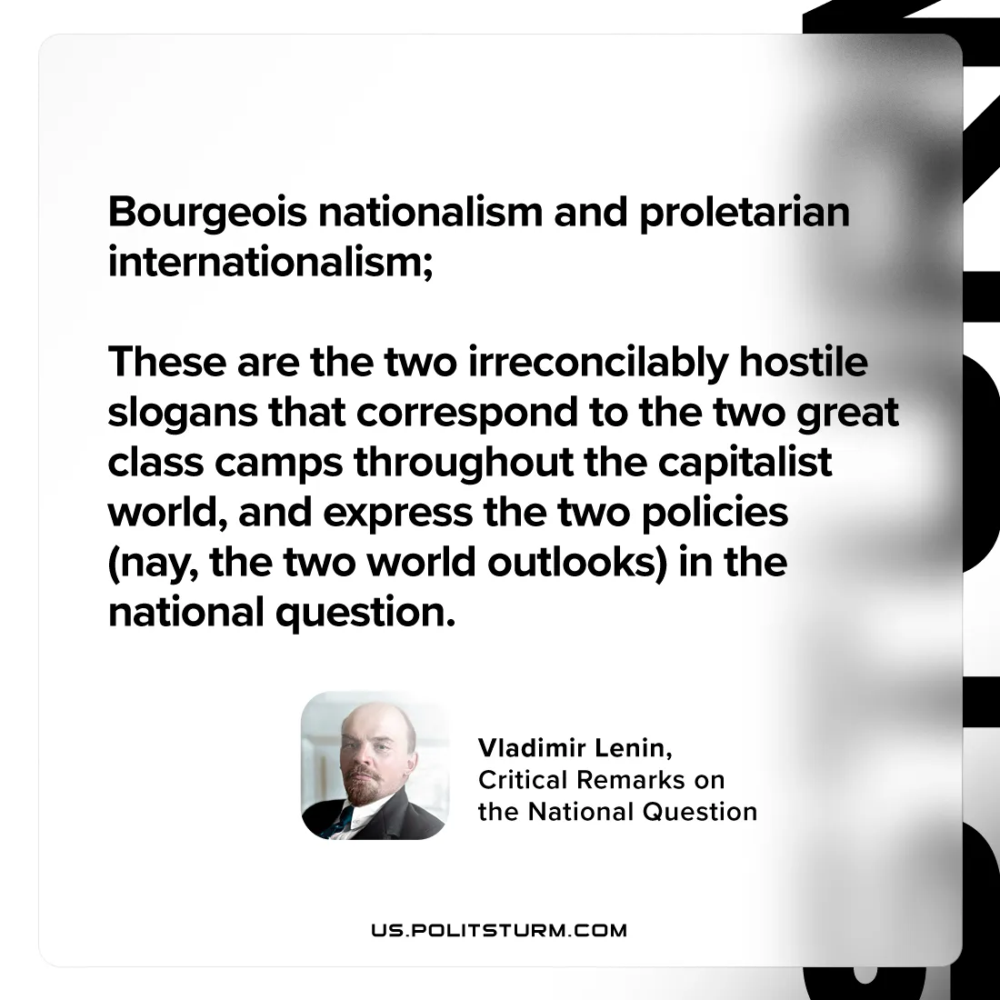 Bourgeois nationalism and proletarian
internationalism;
These are the two irreconcilably hostile
slogans that correspond to the two great
class camps throughout the capitalist
world, and express the two policies
(nay, the two world outlooks) in the
national question.
Vladimir Lenin,
Critical Remarks on
the National Question
US.POLITSTURM.COM